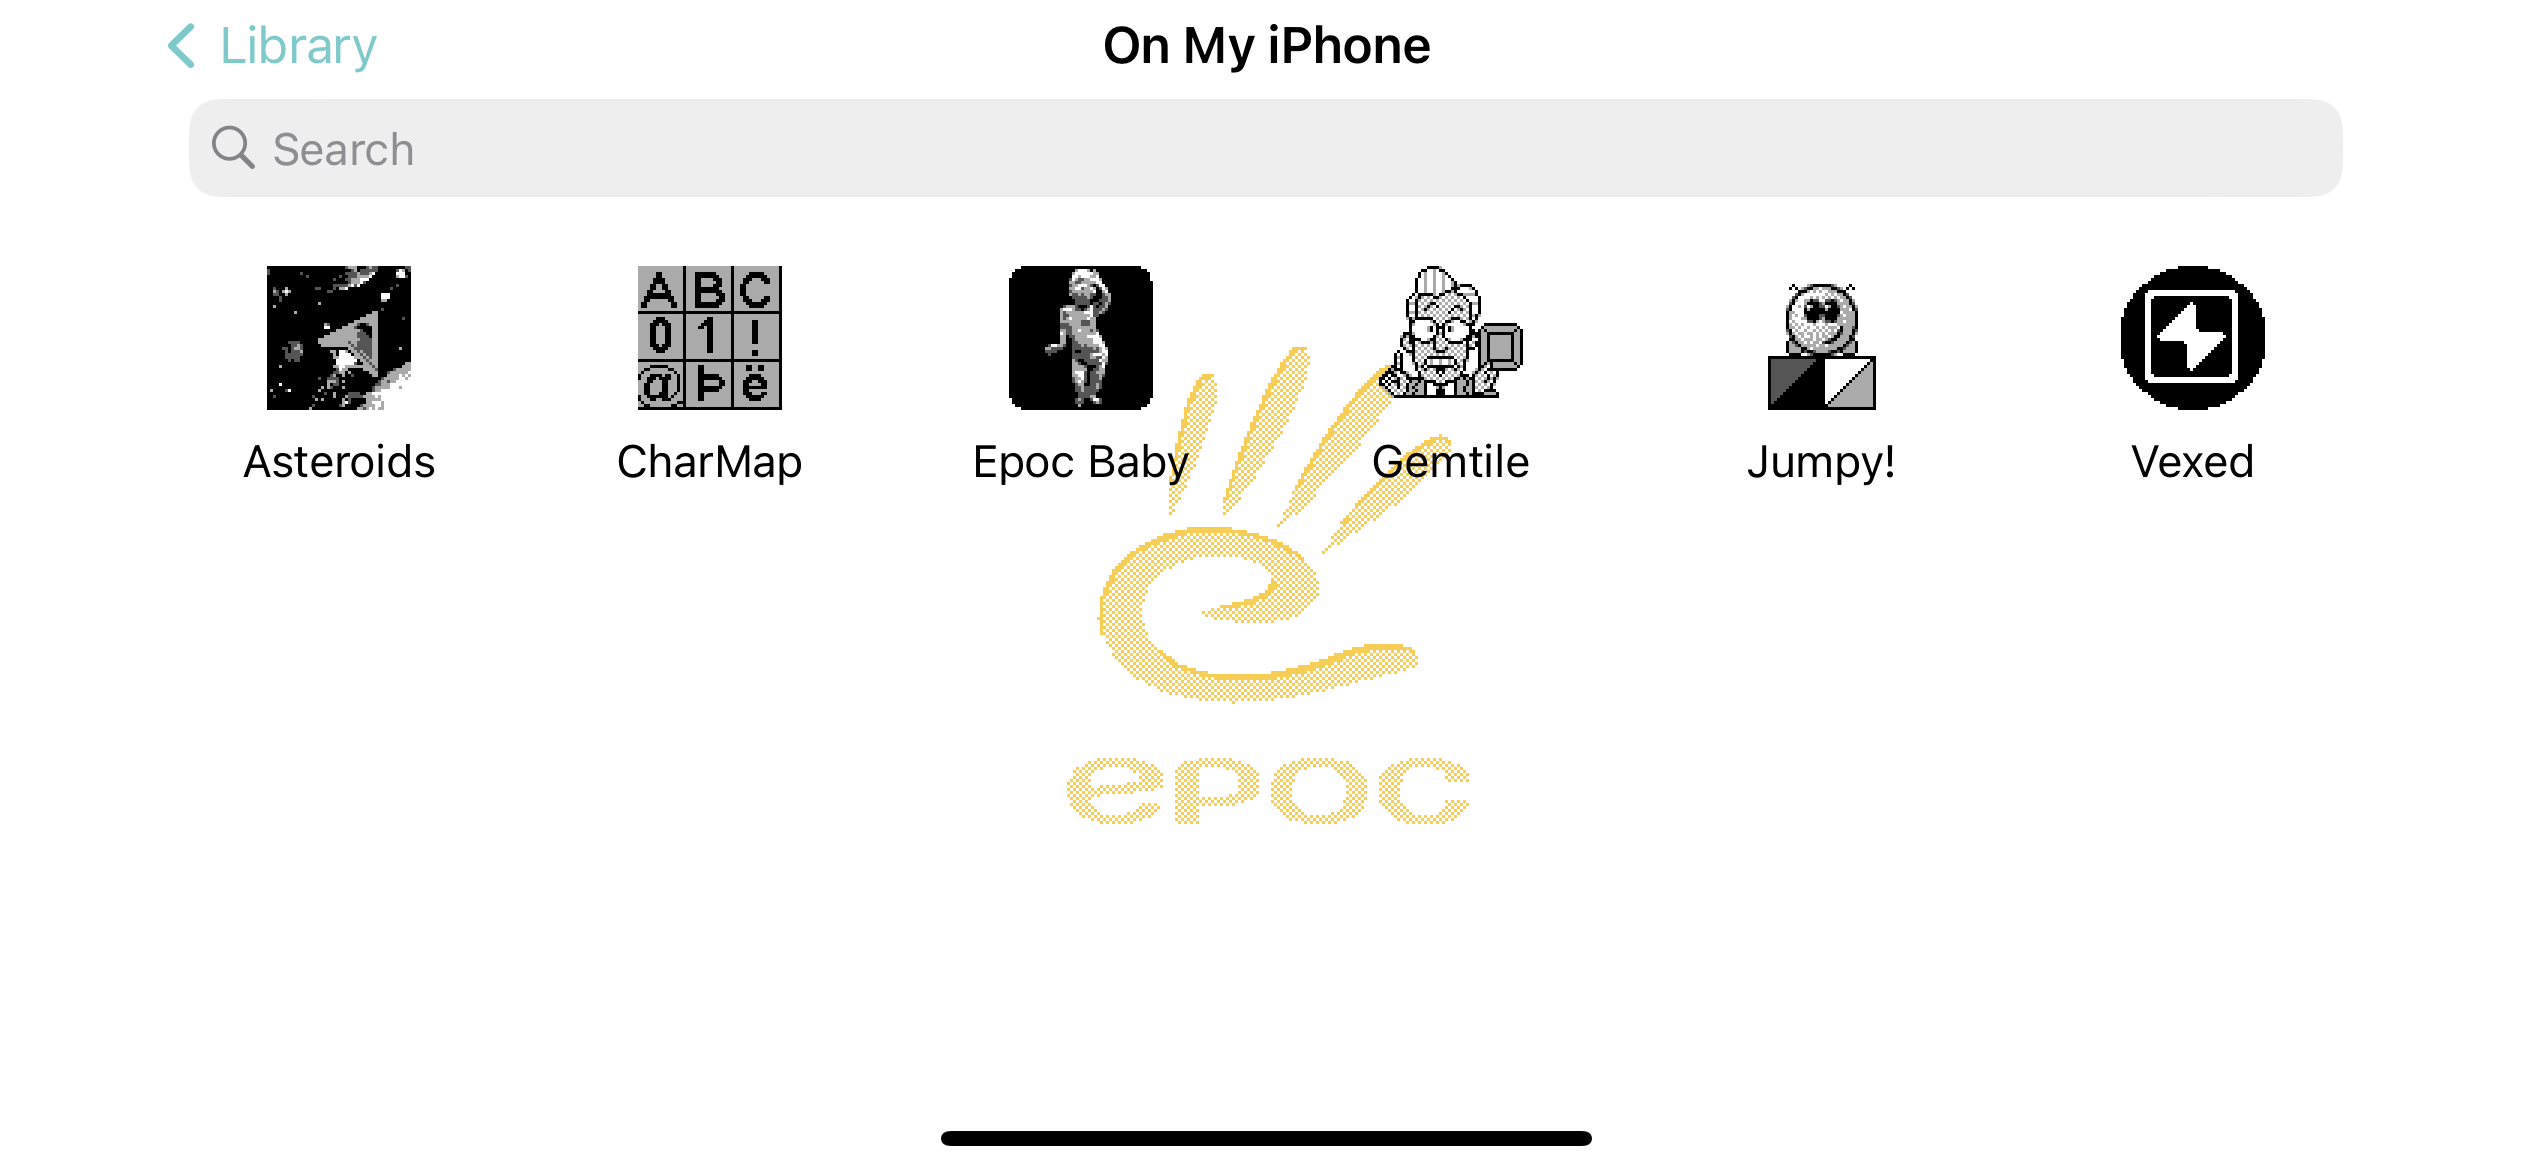 Library
On My iPhone
Search
A B C
0 1 !
@ Þ ë
Asteroids
CharMap
Epoc Baby
Gemtile
Jumpy!
Vexed
epoc